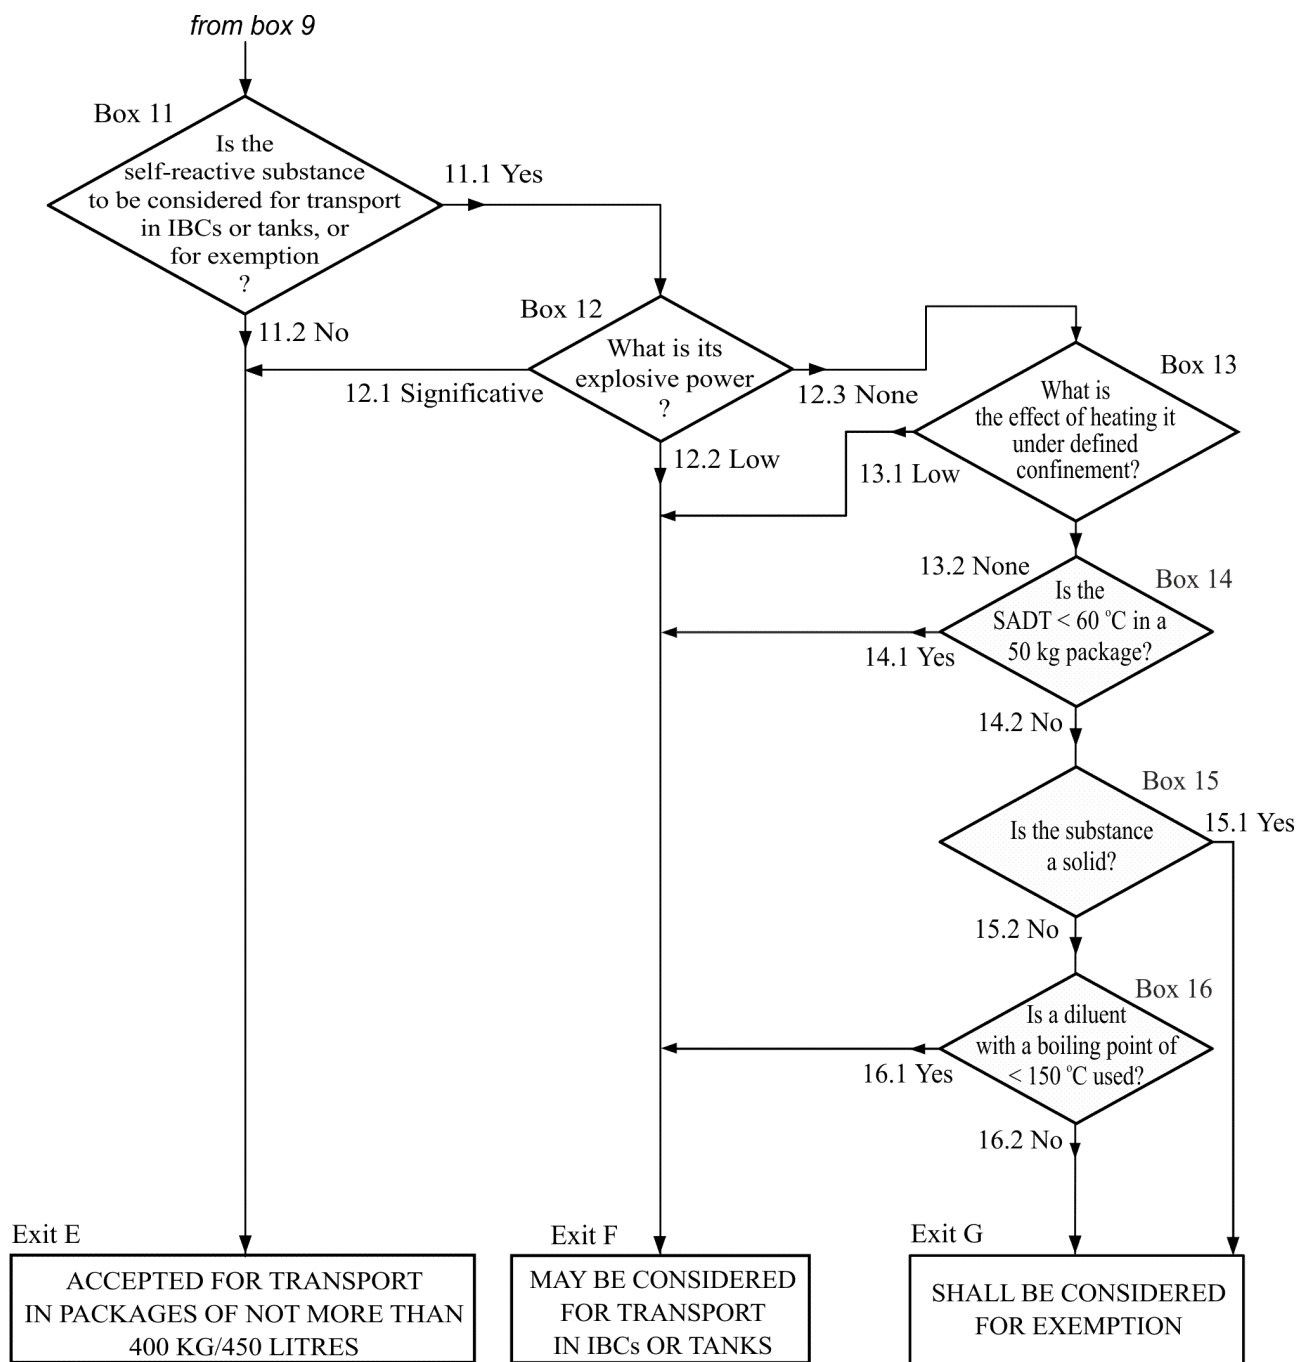 from box 9
Box 11
Is the
self-reactive substance
to be considered for transport
in IBCs or tanks, or
for exemption
?
11.1 Yes
11.2 No
Box 12
What is its
explosive power
?
12.1 Significative
12.3 None
12.2 Low
Box 13
What is
the effect of heating it
under defined
confinement?
13.1 Low
13.2 None
Box 14
Is the
SADT < 60 °C in a
50 kg package?
14.1 Yes
14.2 No
Box 15
Is the substance
a solid?
15.1 Yes
15.2 No
Box 16
Is a diluent
with a boiling point of
< 150 °C used?
16.1 Yes
16.2 No
Exit E
ACCEPTED FOR TRANSPORT
IN PACKAGES OF NOT MORE THAN
400 KG/450 LITRES
Exit F
MAY BE CONSIDERED
FOR TRANSPORT
IN IBCs OR TANKS
Exit G
SHALL BE CONSIDERED
FOR EXEMPTION